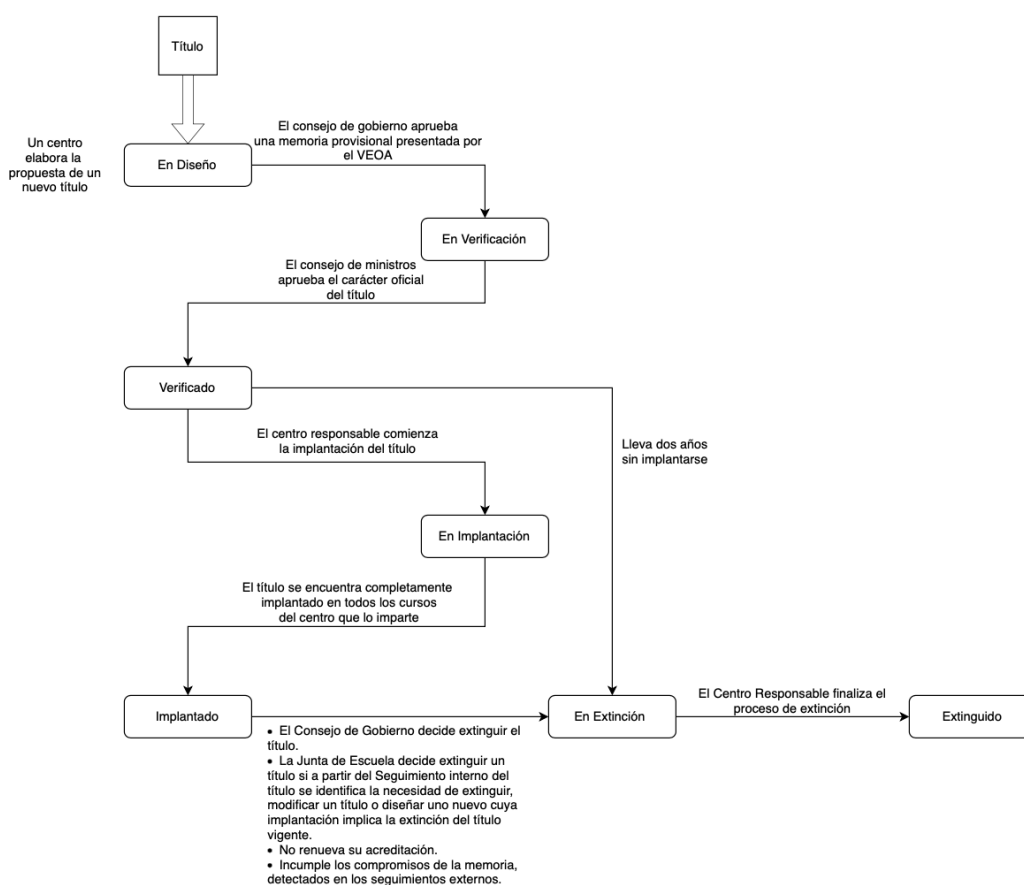 Título
Un centro
elabora la
propuesta de un
nuevo título
En Diseño
El consejo de gobierno aprueba
una memoria provisional presentada por
el VEOA
En Verificación
El consejo de ministros
aprueba el carácter oficial
del título
Verificado
El centro responsable comienza
la implantación del título
Lleva dos años
sin implantarse
En Implantación
El título se encuentra completamente
implantado en todos los cursos
del centro que lo imparte
Implantado
En Extinción
El Centro Responsable finaliza el
proceso de extinción
Extinguido
• El Consejo de Gobierno decide extinguir el
título.
• La Junta de Escuela decide extinguir un
título si a partir del Seguimiento interno del
título se identifica la necesidad de extinguir,
modificar un título o diseñar uno nuevo cuya
implantación implica la extinción del título
vigente.
• No renueva su acreditación.
• Incumple los compromisos de la memoria,
detectados en los seguimientos externos.